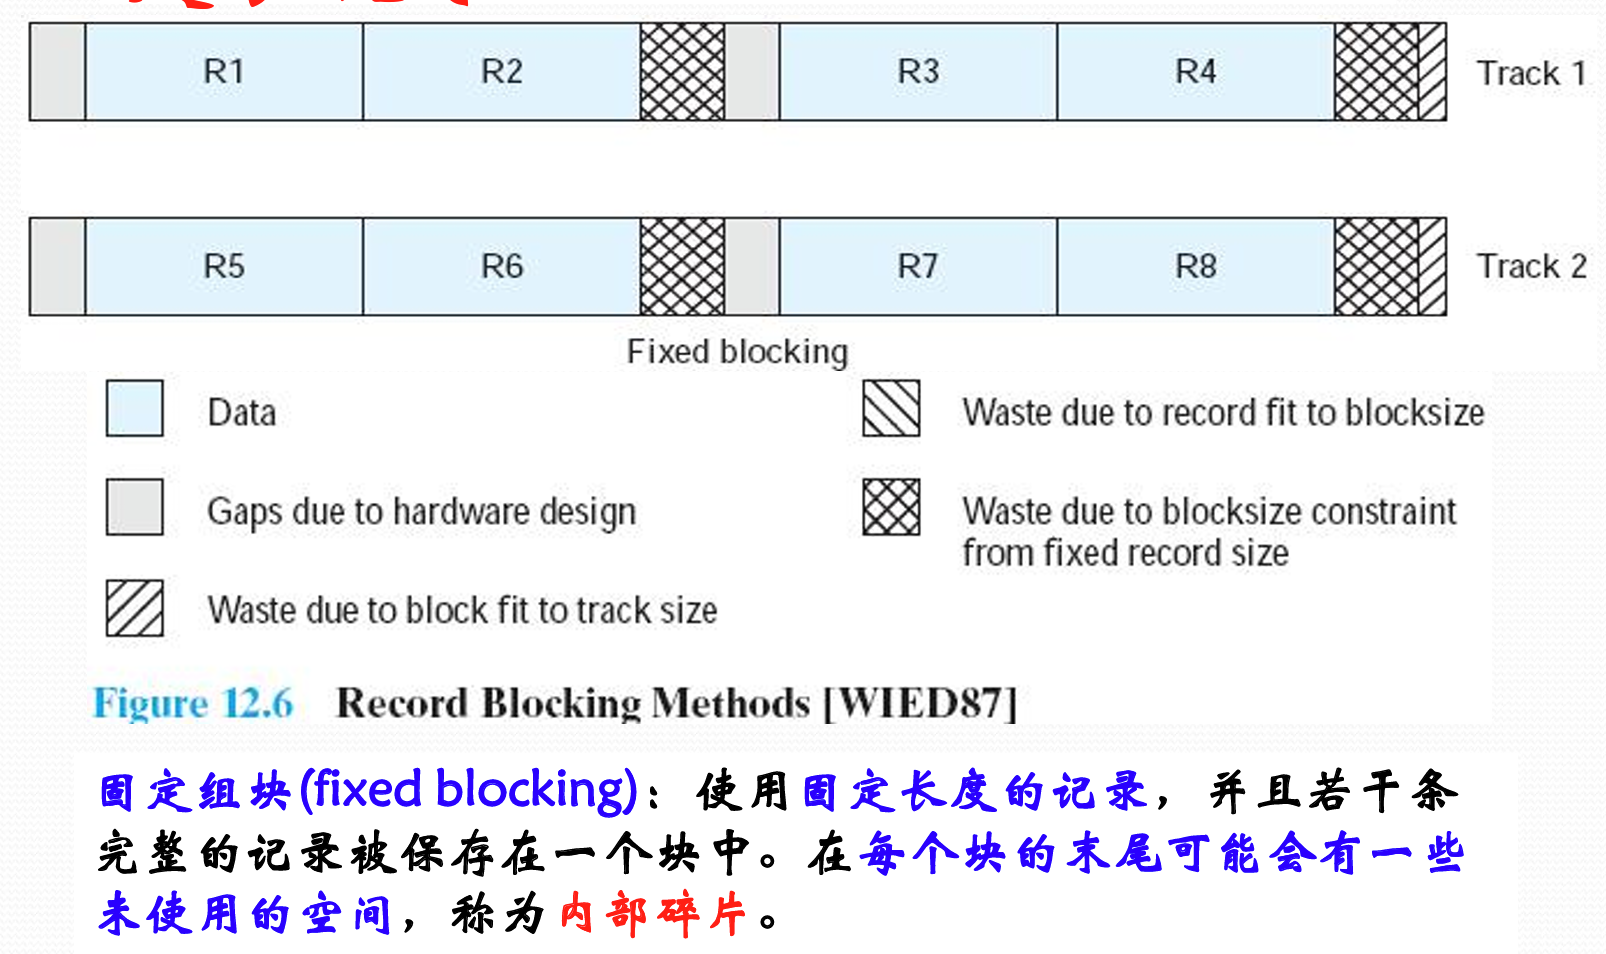 R1 R2 R3 R4 Track 1
R5 R6 R7 R8 Track 2
Fixed blocking
Data
Waste due to record fit to blocksize
Gaps due to hardware design
Waste due to blocksize constraint
from fixed record size
Waste due to block fit to track size
Figure 12.6 Record Blocking Methods [WIED87]
固定组块(fixed blocking)：使用固定长度的记录，并且若干条
完整的记录被保存在一个块中。在每个块的末尾可能会有一些
未使用的空间，称为内部碎片。